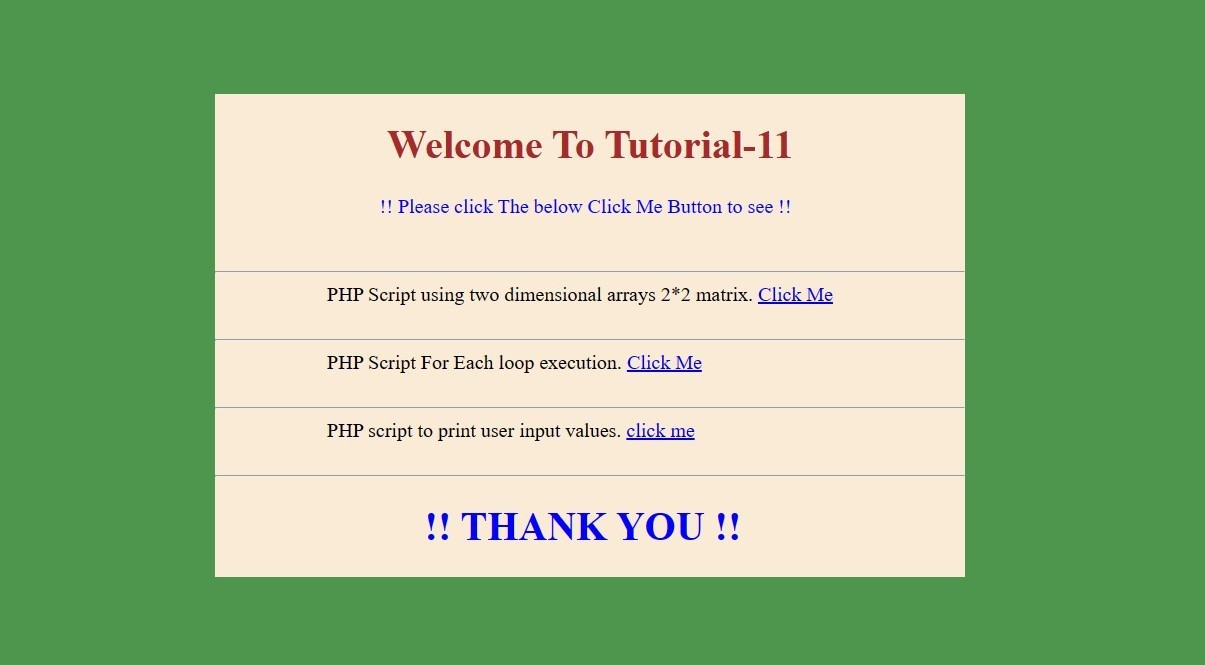 Welcome To Tutorial-11
!! Please click The below Click Me Button to see !!
PHP Script using two dimensional arrays 2*2 matrix. Click Me
PHP Script For Each loop execution. Click Me
PHP script to print user input values. click me
!! THANK YOU !!